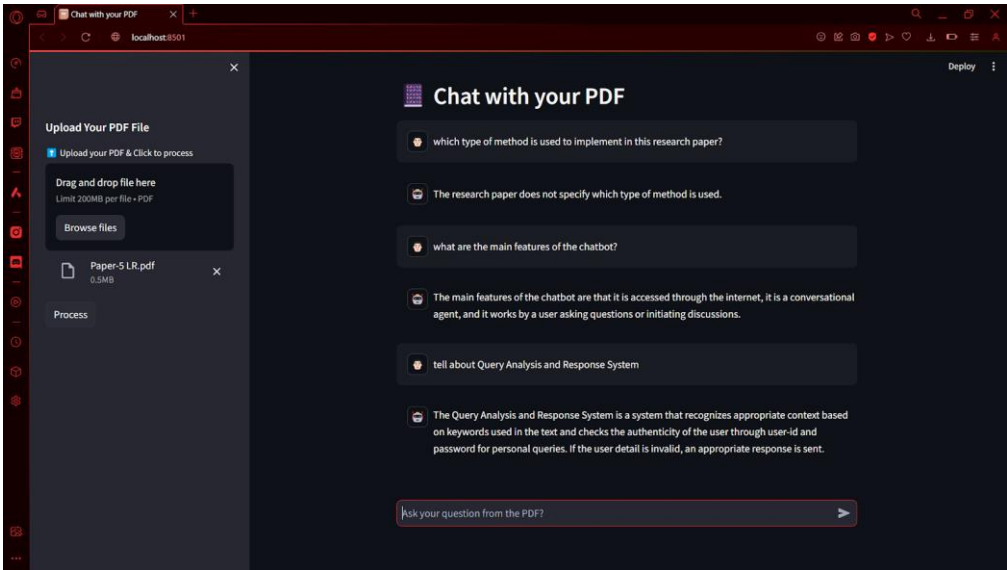 Chat with your PDF
localhost:8501
Deploy
Upload Your PDF File
Upload your PDF & Click to process
Drag and drop file here
Limit 200MB per file • PDF
Browse files
Paper-5 LR.pdf
0.5MB
Process
Chat with your PDF
which type of method is used to implement in this research paper?
The research paper does not specify which type of method is used.
what are the main features of the chatbot?
The main features of the chatbot are that it is accessed through the internet, it is a conversational
agent, and it works by a user asking questions or initiating discussions.
tell about Query Analysis and Response System
The Query Analysis and Response System is a system that recognizes appropriate context based
on keywords used in the text and checks the authenticity of the user through user-id and
password for personal queries. If the user detail is invalid, an appropriate response is sent.
Ask your question from the PDF?